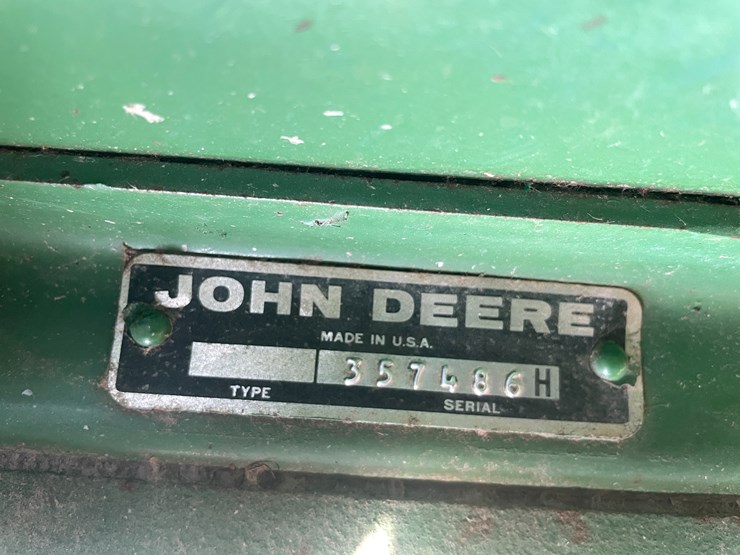 JOHN DEERE
MADE IN U.S.A.
357486H
TYPE
SERIAL